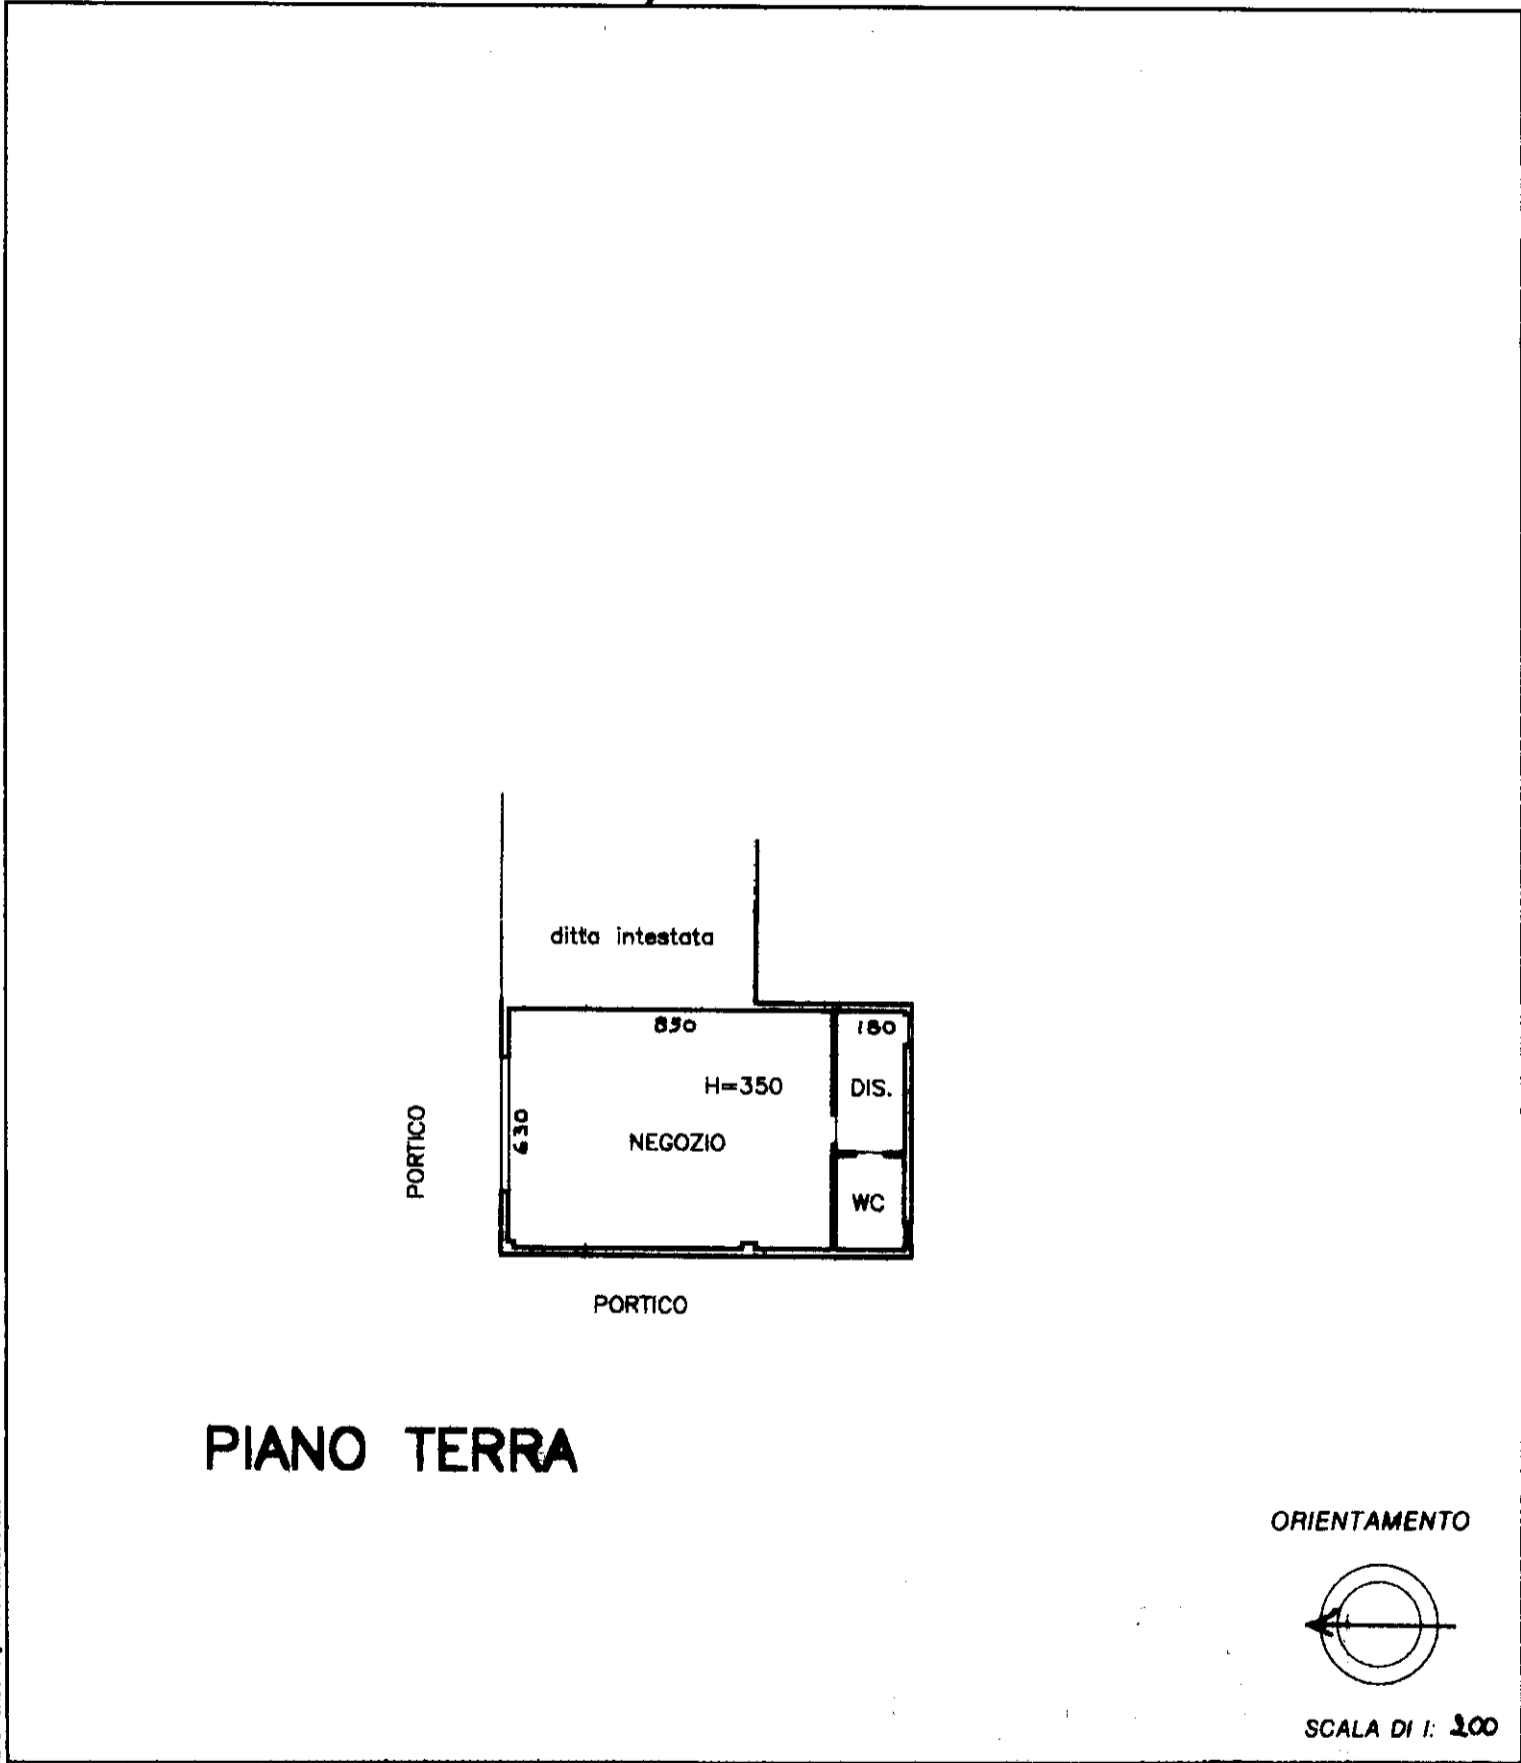 ditta intestata
850
180
H=350
DIS.
630
NEGOZIO
PORTICO
WC
PORTICO
PIANO TERRA
ORIENTAMENTO
SCALA DI 1: 200